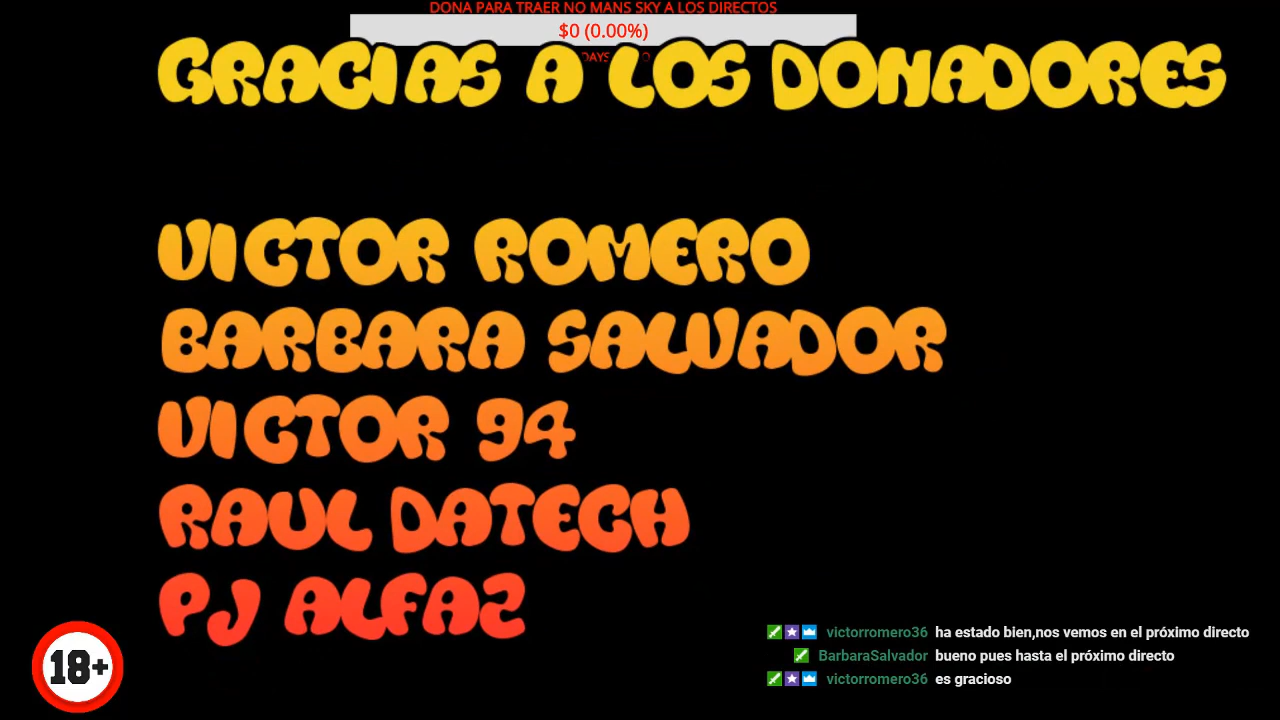 DONA PARA TRAER NO MANS SKY A LOS DIRECTOS
$0 (0.00%)
DAYS
GRACIAS A LOS DONADORES
VICTOR ROMERO
BARBARA SALVADOR
VICTOR 94
RAUL DATECH
PJ ALFAZ
18+
victorromero36 ha estado bien,nos vemos en el próximo directo
BarbaraSalvador bueno pues hasta el próximo directo
victorromero36 es gracioso